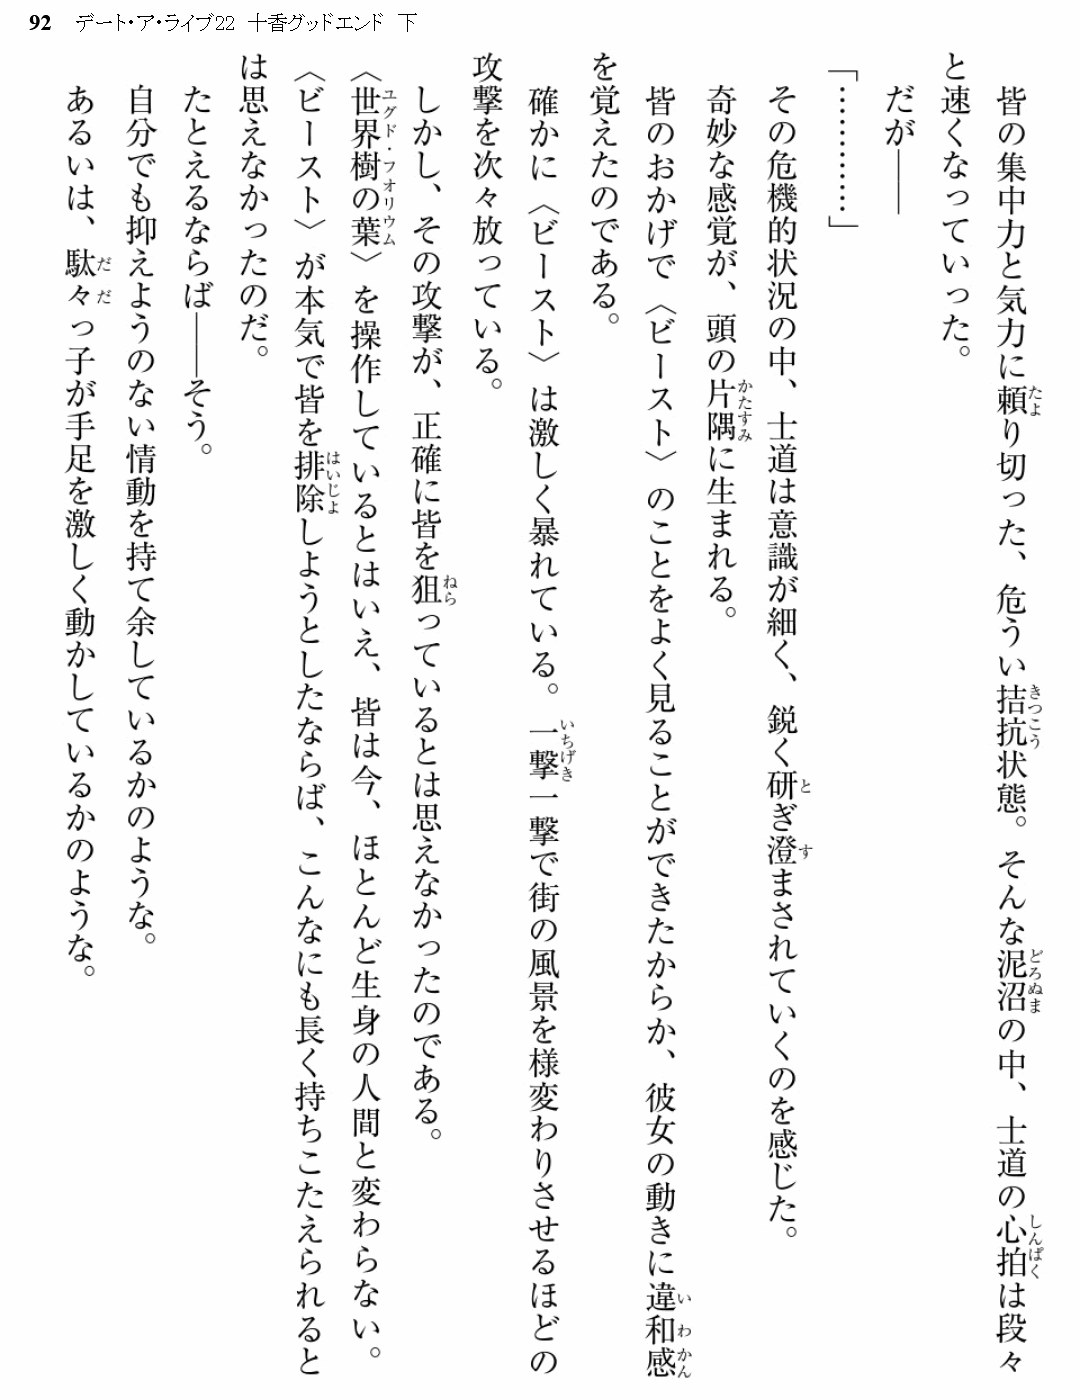 92 デート・ア・ライブ22 十香グッドエンド 下
皆の集中力と気力に頼り切った、危うい拮抗状態。そんな泥沼の中、士道の心拍は段々
と速くなっていった。
だが――
「…………」
その危機的状況の中、士道は意識が細く、鋭く研ぎ澄まされていくのを感じた。
奇妙な感覚が、頭の片隅に生まれる。
皆のおかげで〈ビースト〉のことをよく見ることができたからか、彼女の動きに違和感
を覚えたのである。
確かに〈ビースト〉は激しく暴れている。一撃一撃で街の風景を様変わりさせるほどの
攻撃を次々放っている。
しかし、その攻撃が、正確に皆を狙っているとは思えなかったのである。
〈世界樹の葉〉を操作しているとはいえ、皆は今、ほとんど生身の人間と変わらない。
〈ビースト〉が本気で皆を排除しようとしたならば、こんなにも長く持ちこたえられると
は思えなかったのだ。
たとえるならば――そう。
自分でも抑えようのない情動を持て余しているかのような。
あるいは、駄々っ子が手足を激しく動かしているかのような。